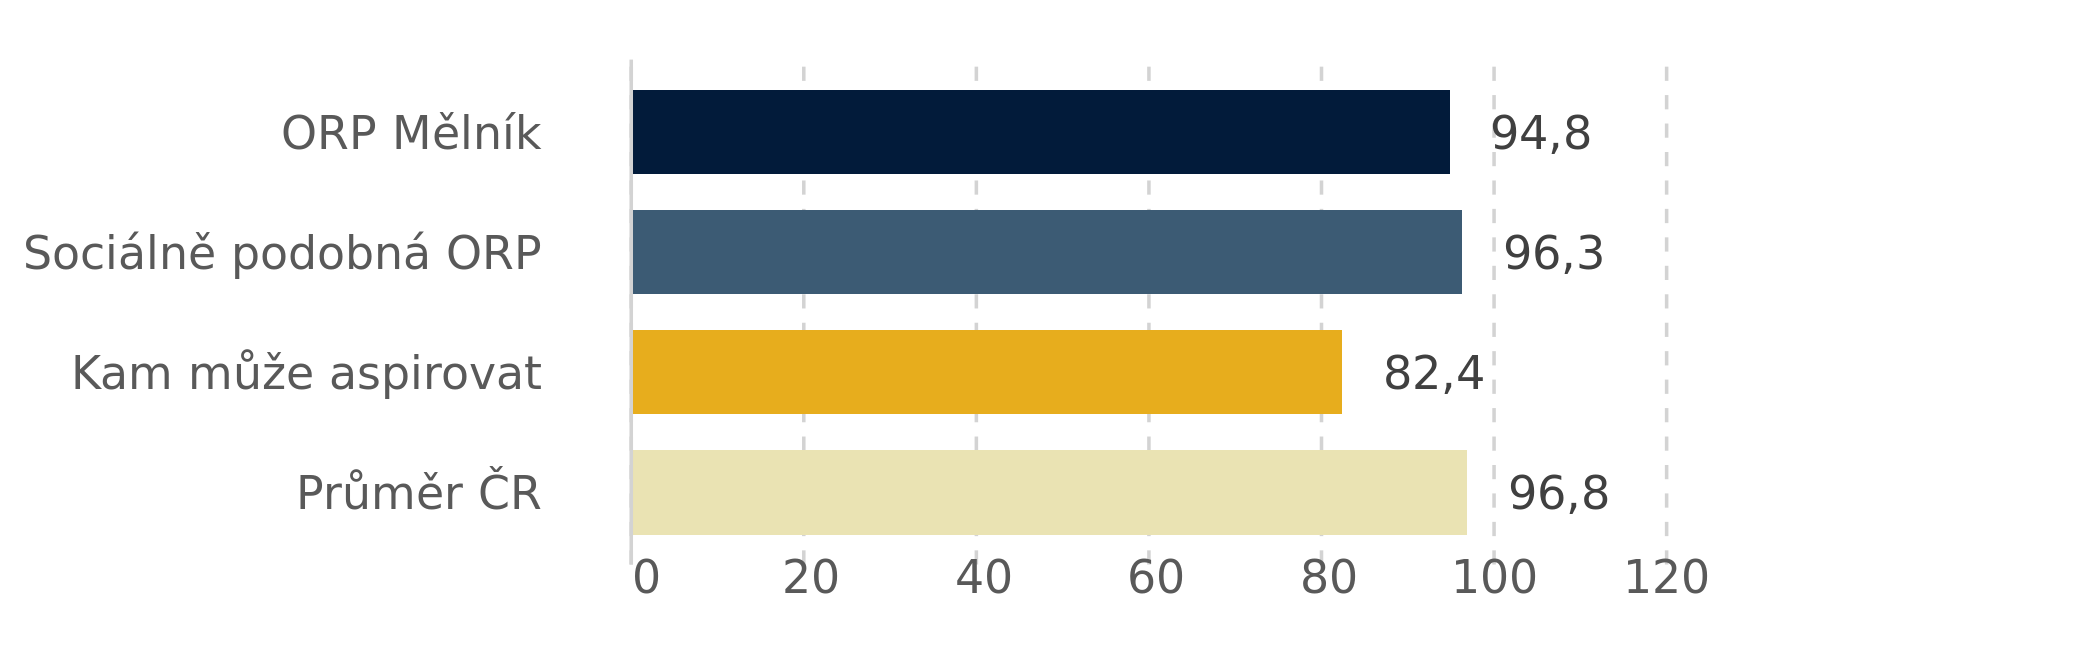 ORP Mělník 94,8
Sociálně podobná ORP 96,3
Kam může aspirovat 82,4
Průměr ČR 96,8
0 20 40 60 80 100 120